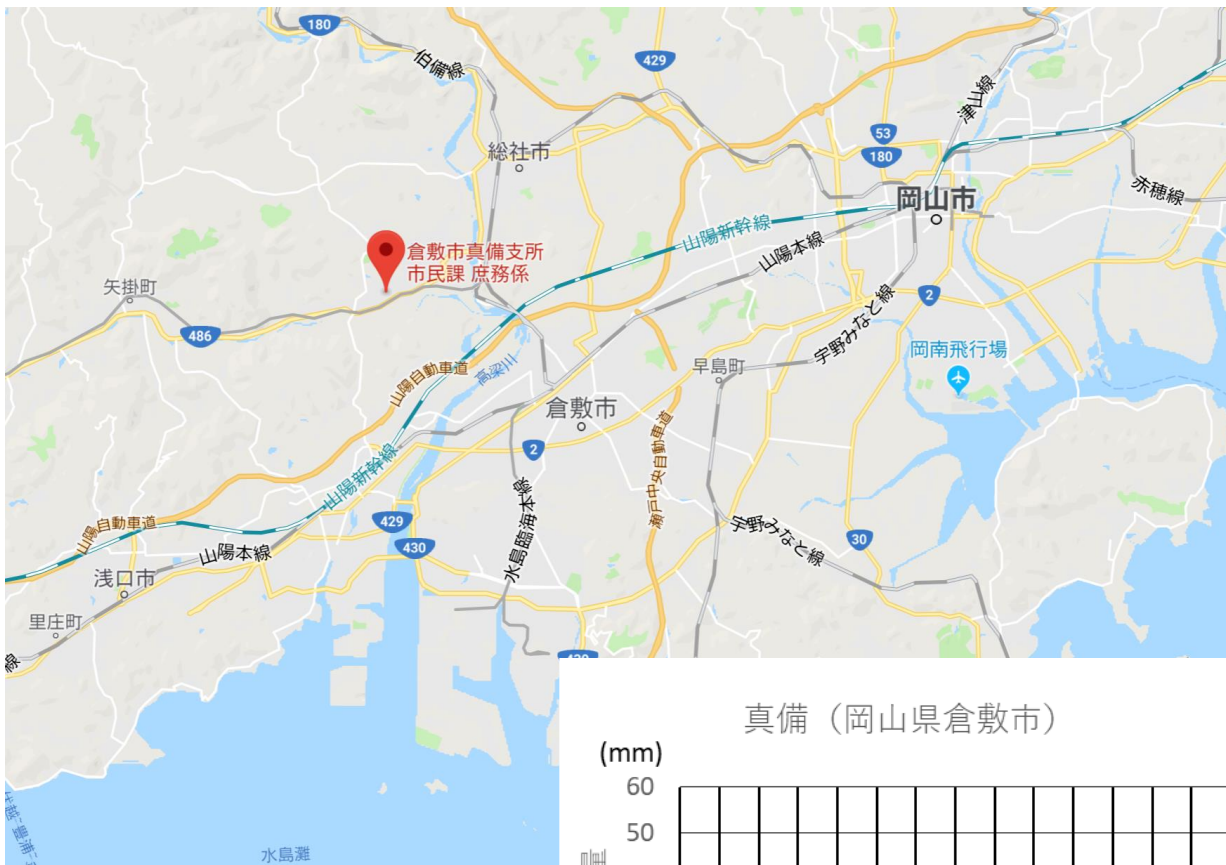 180
伯備線
429
津山線
総社市
53
180
岡山市
赤穂線
山陽新幹線
山陽本線
倉敷市真備支所
市民課 庶務係
矢掛町
2
486
宇野みなと線
岡南飛行場
早島町
高梁川
山陽自動車道
倉敷市
2
瀬戸中央自動車道
山陽新幹線
水島臨海本線
429
430
宇野みなと線
30
山陽自動車道
山陽本線
浅口市
里庄町
線
水島灘
真備（岡山県倉敷市）
(mm)
60
50